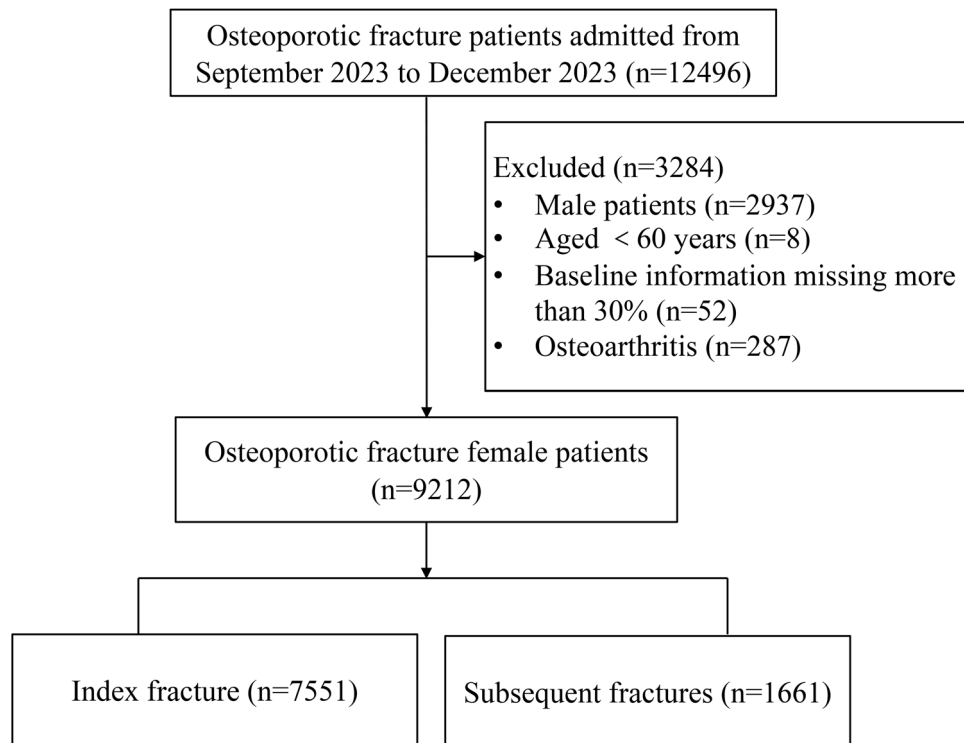 Osteoporotic fracture patients admitted from
September 2023 to December 2023 (n=12496)
Excluded (n=3284)
• Male patients (n=2937)
• Aged < 60 years (n=8)
• Baseline information missing more
than 30% (n=52)
• Osteoarthritis (n=287)
Osteoporotic fracture female patients
(n=9212)
Index fracture (n=7551)
Subsequent fractures (n=1661)